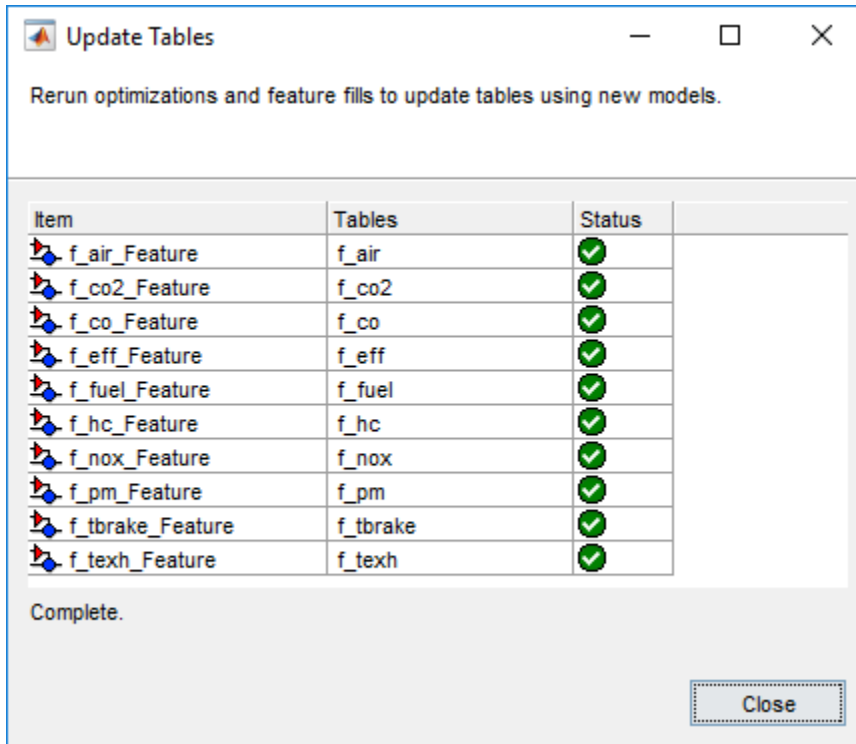 Update Tables
Rerun optimizations and feature fills to update tables using new models.
Item Tables Status
f_air_Feature f_air
f_co2_Feature f_co2
f_co_Feature f_co
f_eff_Feature f_eff
f_fuel_Feature f_fuel
f_hc_Feature f_hc
f_nox_Feature f_nox
f_pm_Feature f_pm
f_tbrake_Feature f_tbrake
f_texh_Feature f_texh
Complete.
Close